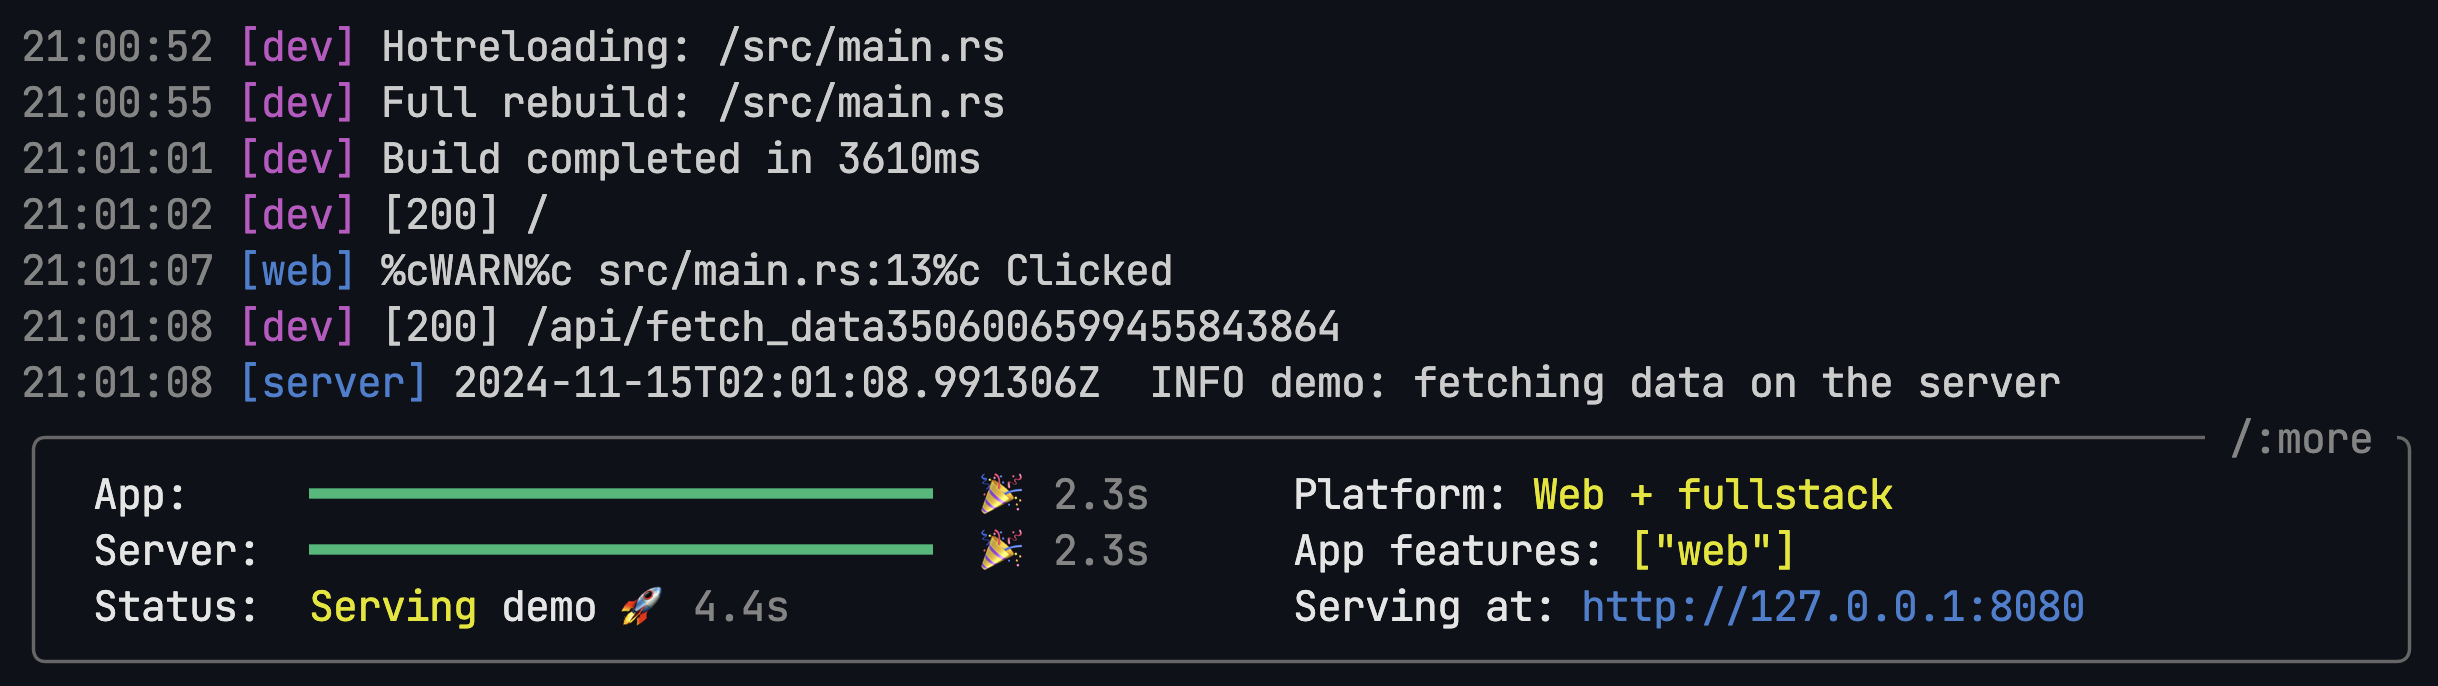 21:00:52 [dev] Hotreloading: /src/main.rs
21:00:55 [dev] Full rebuild: /src/main.rs
21:01:01 [dev] Build completed in 3610ms
21:01:02 [dev] [200] /
21:01:07 [web] %cWARN%c src/main.rs:13%c Clicked
21:01:08 [dev] [200] /api/fetch_data3506006599455843864
21:01:08 [server] 2024-11-15T02:01:08.991306Z  INFO demo: fetching data on the server
/:more
App: 🎉 2.3s Platform: Web + fullstack
Server: 🎉 2.3s App features: ["web"]
Status: Serving demo 🚀 4.4s Serving at: http://127.0.0.1:8080